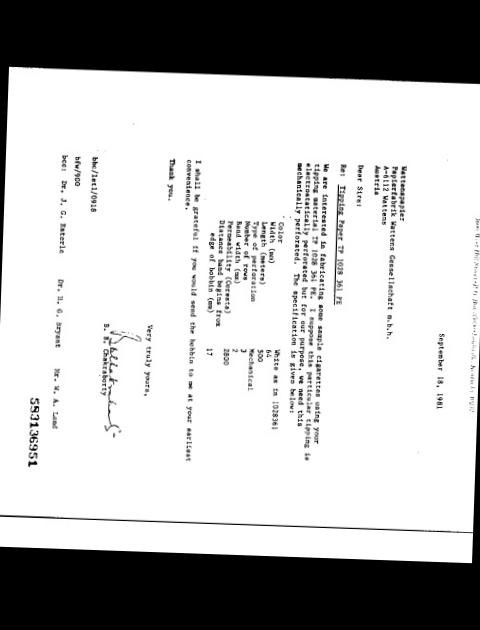 September 18, 1981
Wattenspapier
Papierfabrik Wattens Gessellschaft m.b.h.
A-6112 Wattens
Austria
Dear Sirs:
Re: Tipping Paper TP 1028 361 PE
We are interested in fabricating some sample cigarettes using your
tipping material TP 1028 361 PE. I suppose this particular tipping is
electrostatically perforated but for our purpose, we need this
mechanically perforated. The specification is given below:
Color White as in 1028361
Width (mm) 64
Length (meters) 500
Type of perforation Mechanical
Number of rows 3
Band width (mm) 2
Permeability (Coresta) 2800
Distance band begins from
edge of bobbin (mm) 17
I shall be grateful if you would send the bobbin to me at your earliest
convenience.
Thank you.
Very truly yours,
S. B. Chakraborty
bbc/let1/0918
bfw/900
bcc: Dr. J. G. Esterle Dr. H. G. Bryant Mr. W. A. Lond
583136951